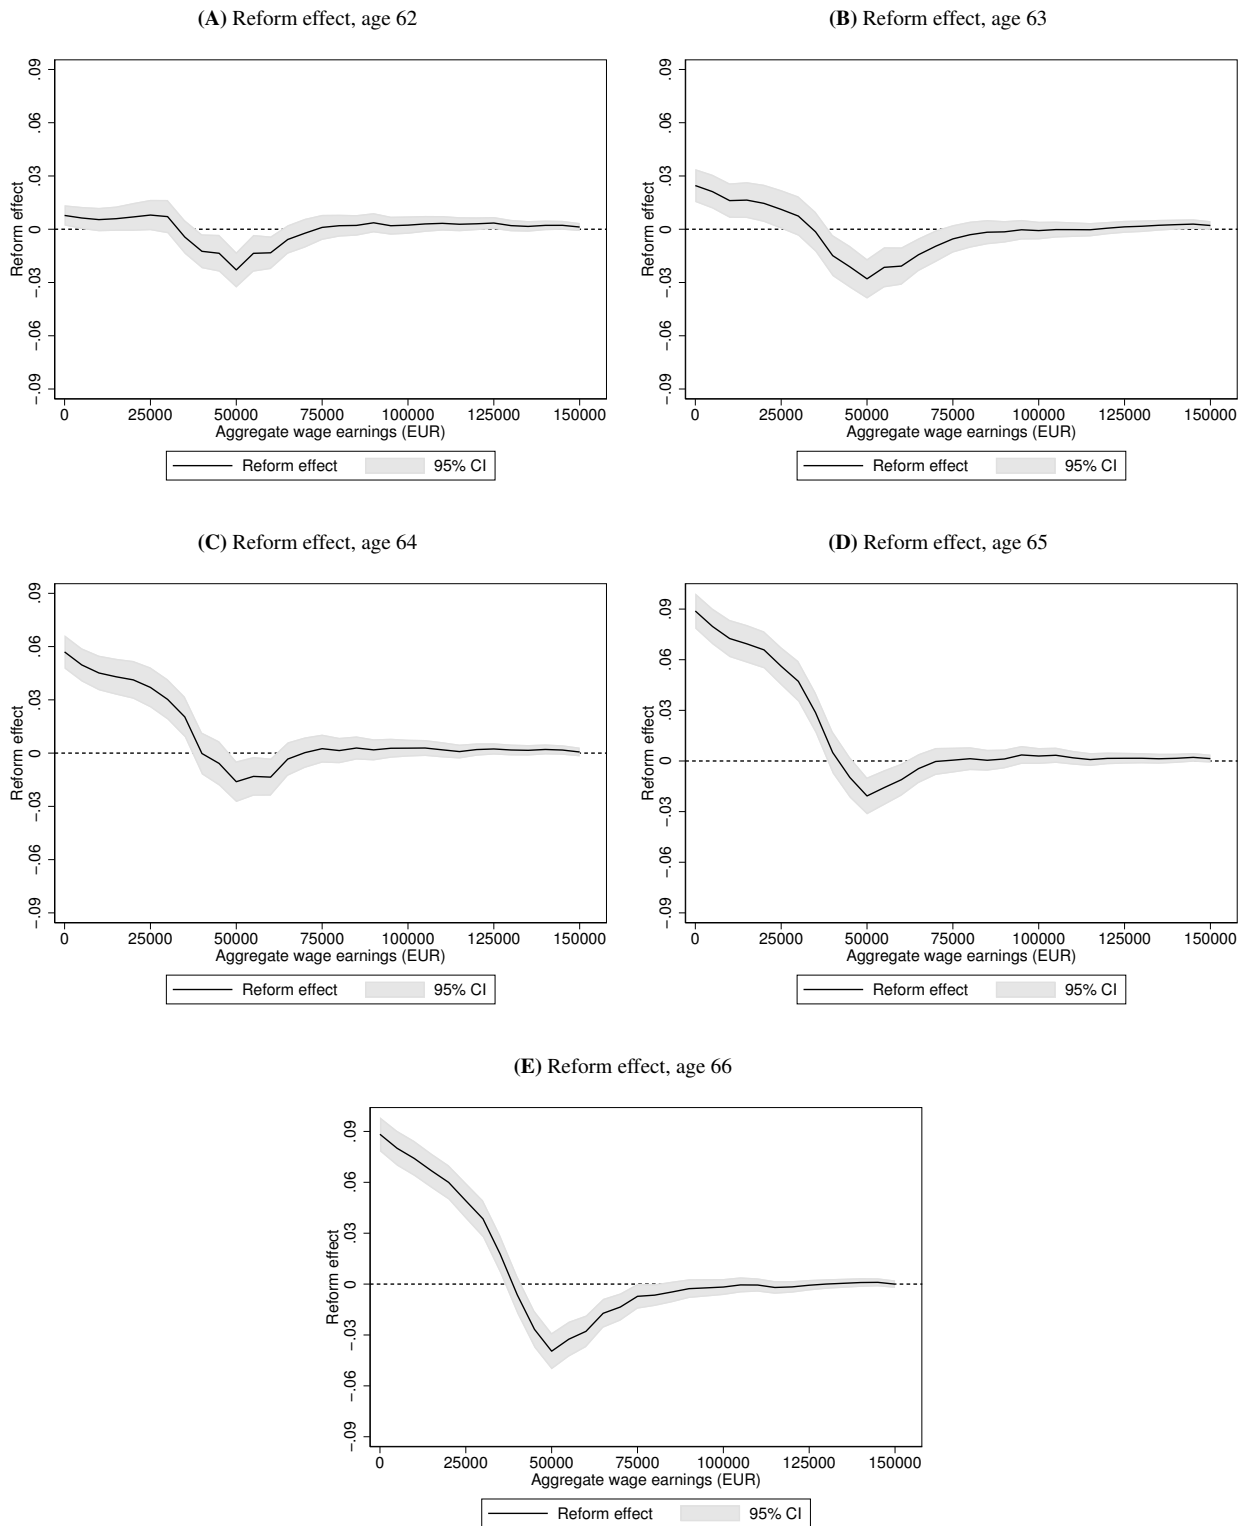 (A) Reform effect, age 62
.09
.06
.03
0
−.03
−.06
−.09
Reform effect
0 25000 50000 75000 100000 125000 150000
Aggregate wage earnings (EUR)
Reform effect 95% CI
(B) Reform effect, age 63
.09
.06
.03
0
−.03
−.06
−.09
Reform effect
0 25000 50000 75000 100000 125000 150000
Aggregate wage earnings (EUR)
Reform effect 95% CI
(C) Reform effect, age 64
.09
.06
.03
0
−.03
−.06
−.09
Reform effect
0 25000 50000 75000 100000 125000 150000
Aggregate wage earnings (EUR)
Reform effect 95% CI
(D) Reform effect, age 65
.09
.06
.03
0
−.03
−.06
−.09
Reform effect
0 25000 50000 75000 100000 125000 150000
Aggregate wage earnings (EUR)
Reform effect 95% CI
(E) Reform effect, age 66
.09
.06
.03
0
−.03
−.06
−.09
Reform effect
0 25000 50000 75000 100000 125000 150000
Aggregate wage earnings (EUR)
Reform effect 95% CI